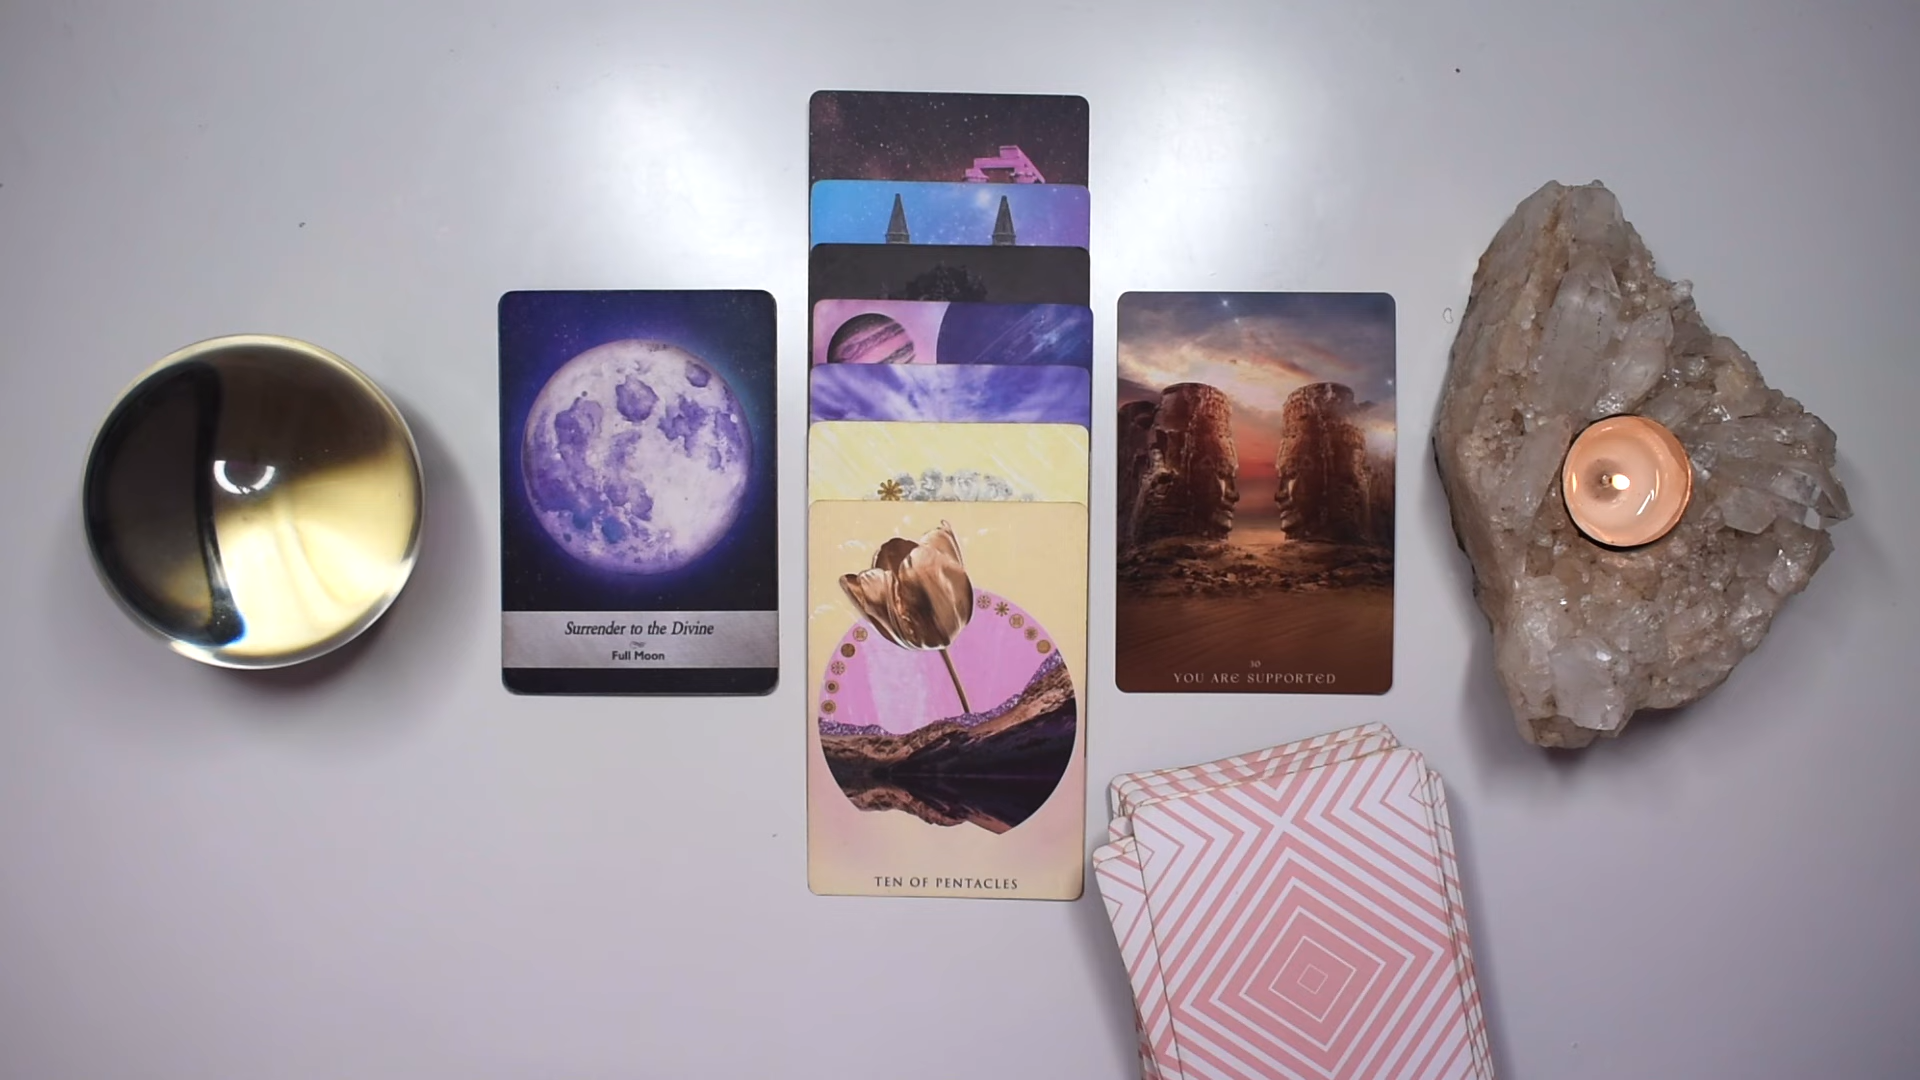 Surrender to the Divine
Full Moon
TEN OF PENTACLES
30
YOU ARE SUPPORTED